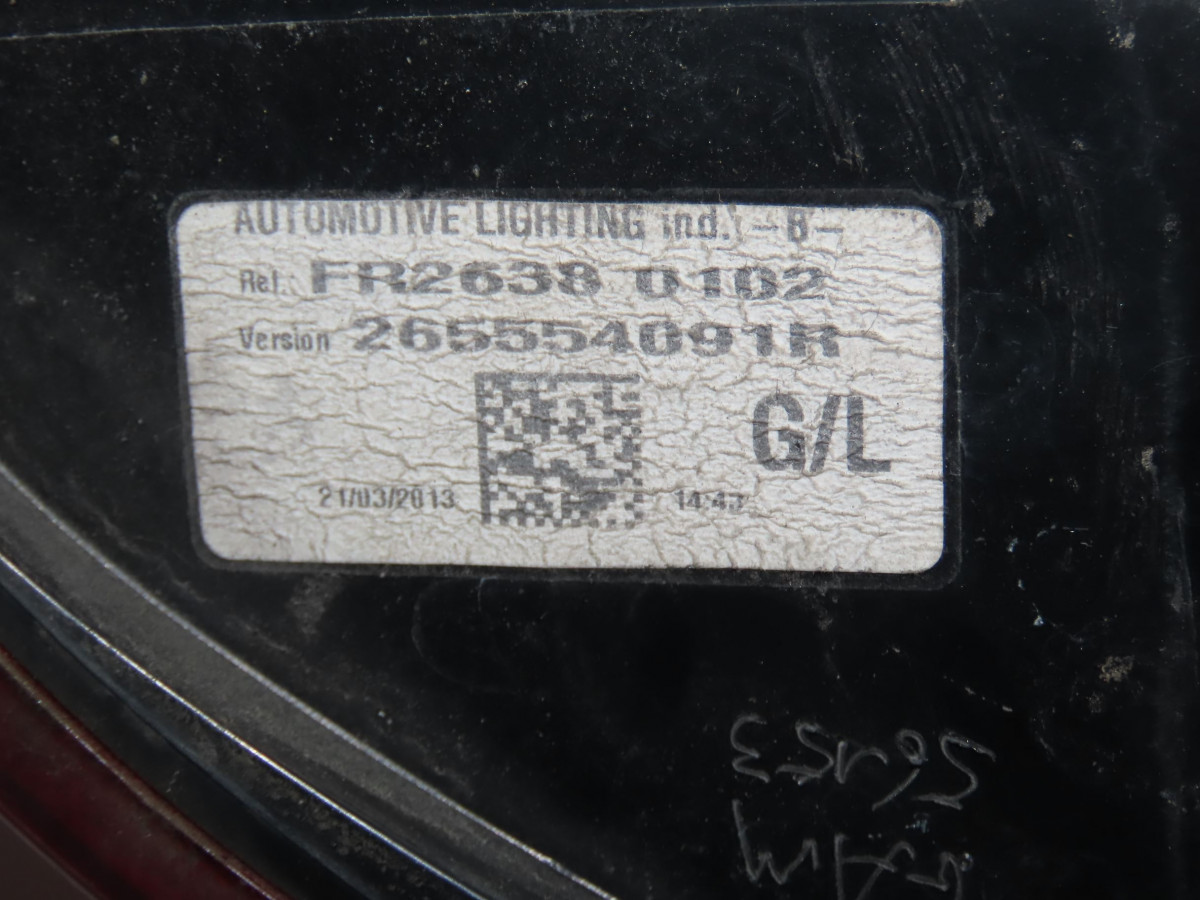 AUTOMOTIVE LIGHTING ind. -B-
Ref. FR2638 0102
Version 265554091R
G/L
21/03/2013 14:43